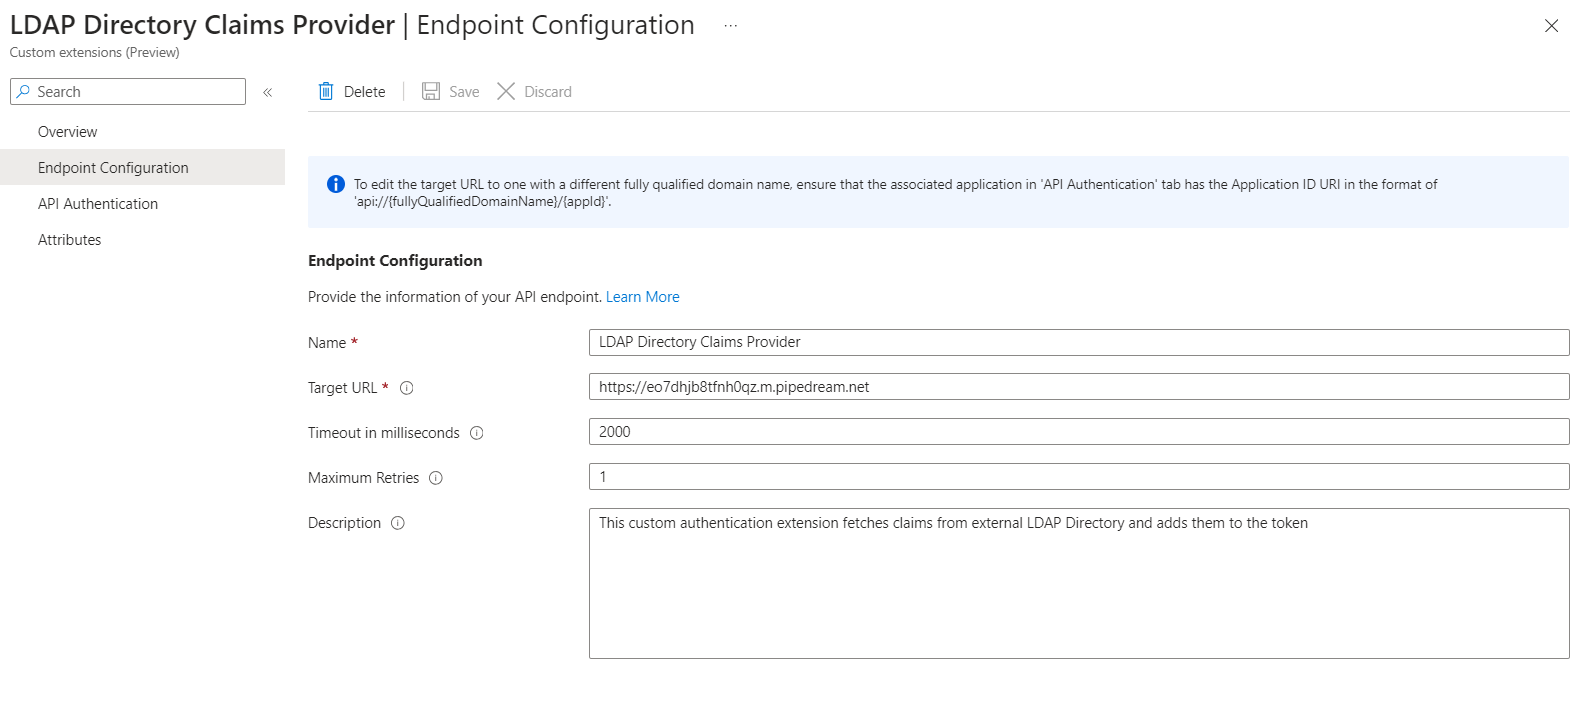 LDAP Directory Claims Provider | Endpoint Configuration ...
Custom extensions (Preview)
Search
Overview
Endpoint Configuration
API Authentication
Attributes
Delete
Save
Discard
To edit the target URL to one with a different fully qualified domain name, ensure that the associated application in 'API Authentication' tab has the Application ID URI in the format of
'api://{fullyQualifiedDomainName}/{appId}'.
Endpoint Configuration
Provide the information of your API endpoint. Learn More
Name * LDAP Directory Claims Provider
Target URL * https://eo7dhjb8tfnh0qz.m.pipedream.net
Timeout in milliseconds 2000
Maximum Retries 1
Description This custom authentication extension fetches claims from external LDAP Directory and adds them to the token